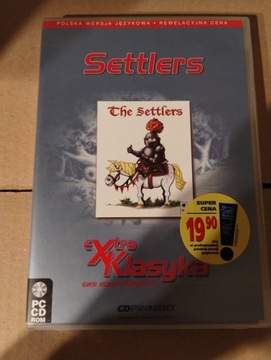 POLSKA WERSJA JĘZYKOWA • REWELACYJNA CENA
Settlers
The Settlers
SUPER
CENA
19,90
eXtra
Klasyka
PC
CD
ROM
CD PROJEKT